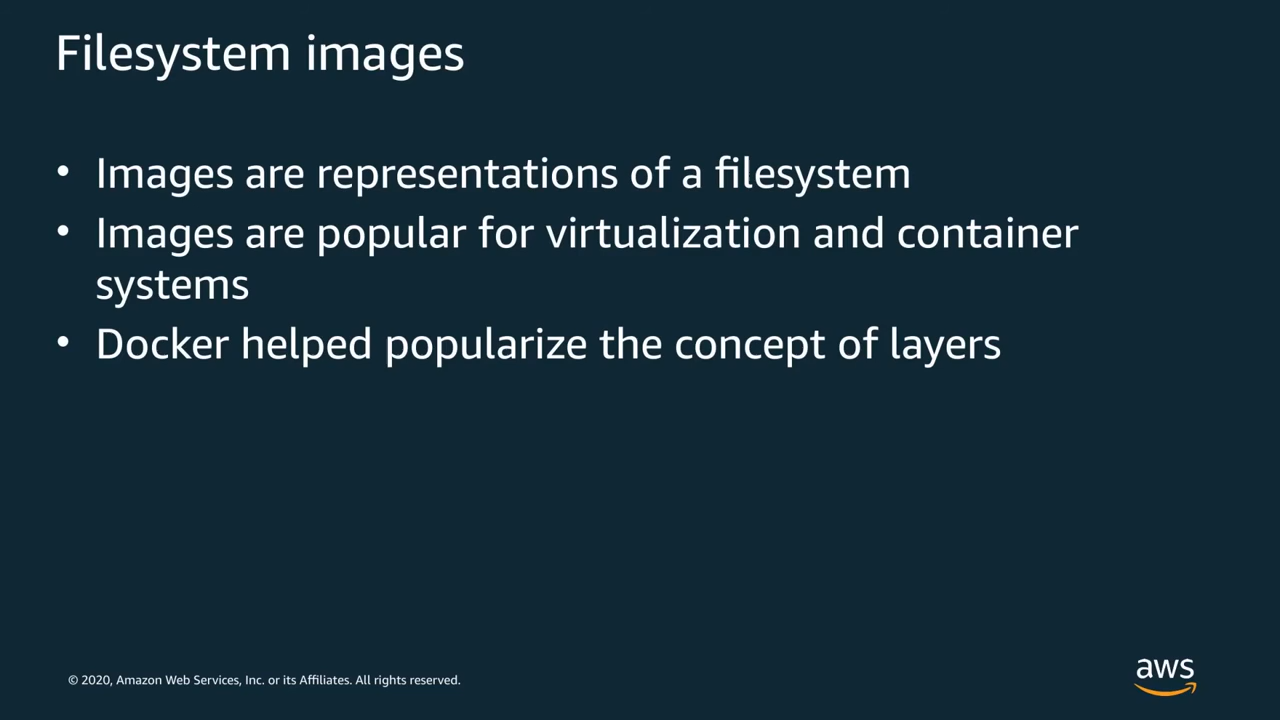 Filesystem images
• Images are representations of a filesystem
• Images are popular for virtualization and container
systems
• Docker helped popularize the concept of layers
© 2020, Amazon Web Services, Inc. or its Affiliates. All rights reserved.
aws